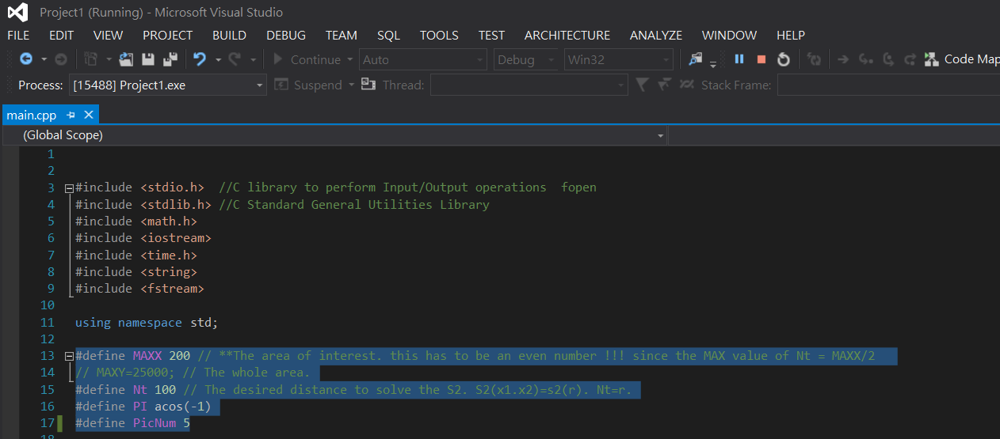 Project1 (Running) - Microsoft Visual Studio
FILE EDIT VIEW PROJECT BUILD DEBUG TEAM SQL TOOLS TEST ARCHITECTURE ANALYZE WINDOW HELP
Continue Auto Debug Win32 Code Map
Process: [15488] Project1.exe Suspend Thread: Stack Frame:
main.cpp
(Global Scope)
1
2
3 #include <stdio.h>  //C library to perform Input/Output operations  fopen
4 #include <stdlib.h> //C Standard General Utilities Library
5 #include <math.h>
6 #include <iostream>
7 #include <time.h>
8 #include <string>
9 #include <fstream>
10
11 using namespace std;
12
13 #define MAXX 200 // **The area of interest. this has to be an even number !!! since the MAX value of Nt = MAXX/2
14 // MAXY=25000; // The whole area.
15 #define Nt 100 // The desired distance to solve the S2. S2(x1.x2)=s2(r). Nt=r.
16 #define PI acos(-1)
17 #define PicNum 5
18